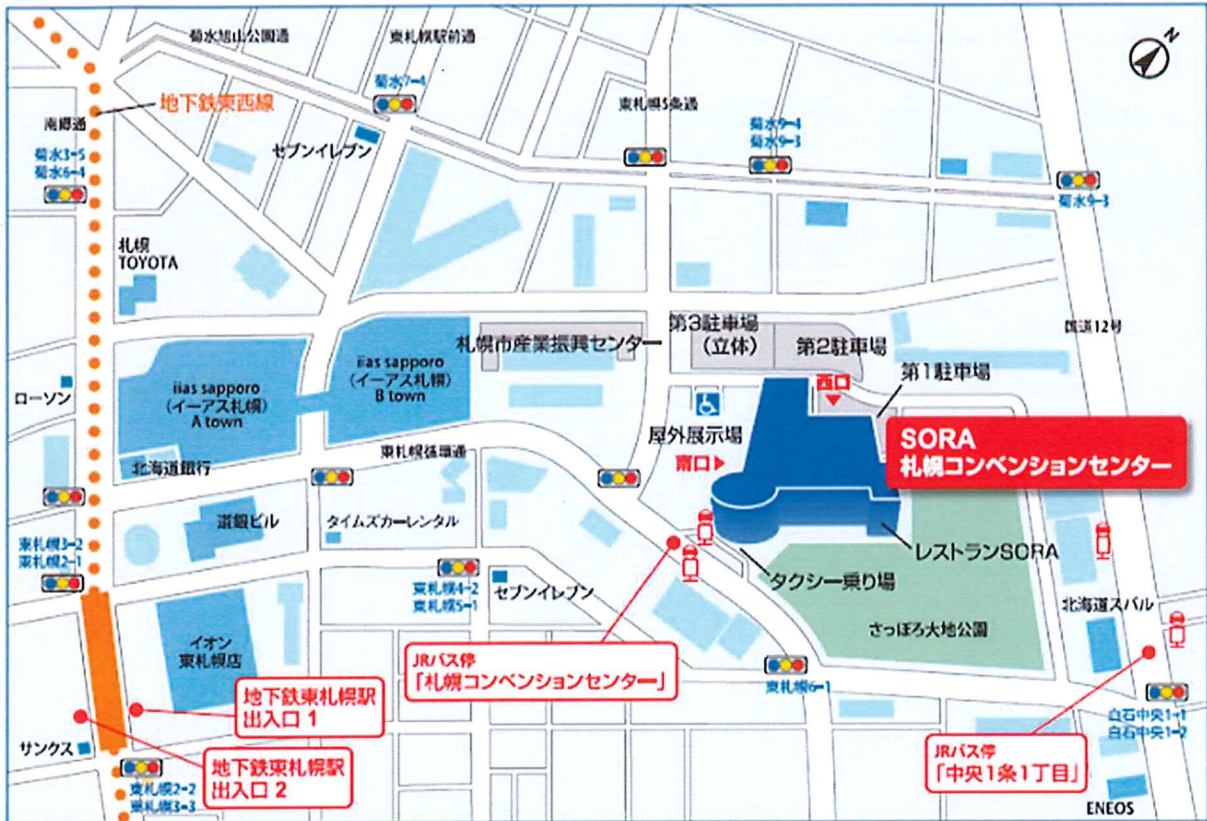 N
菊水旭山公園通
東札幌駅前通
菊水7-4
地下鉄東西線
南郷通
セブンイレブン
東札幌5条通
菊水9-4
菊水9-3
菊水3-5
菊水6-4
菊水9-3
札幌
TOYOTA
国道12号
第3駐車場
(立体)
札幌市産業振興センター
第2駐車場
iias sapporo
(イーアス札幌)
B town
西口
第1駐車場
iias sapporo
(イーアス札幌)
A town
ローソン
屋外展示場
SORA
札幌コンベンションセンター
東札幌循環通
南口
北海道銀行
道銀ビル
タイムズカーレンタル
レストランSORA
東札幌3-2
東札幌2-1
タクシー乗り場
東札幌4-2
東札幌5-1
セブンイレブン
北海道スバル
さっぽろ大地公園
イオン
東札幌店
JRバス停
「札幌コンベンションセンター」
東札幌6-1
地下鉄東札幌駅
出入口 1
白石中央1-1
白石中央1-2
サンクス
地下鉄東札幌駅
出入口 2
JRバス停
「中央1条1丁目」
東札幌2-2
東札幌3-3
ENEOS